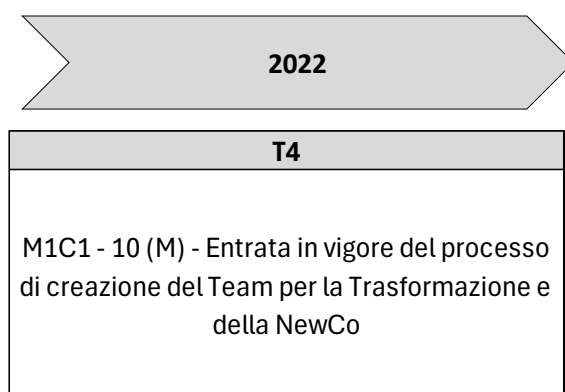 2022
T4
M1C1 - 10 (M) - Entrata in vigore del processo
di creazione del Team per la Trasformazione e
della NewCo